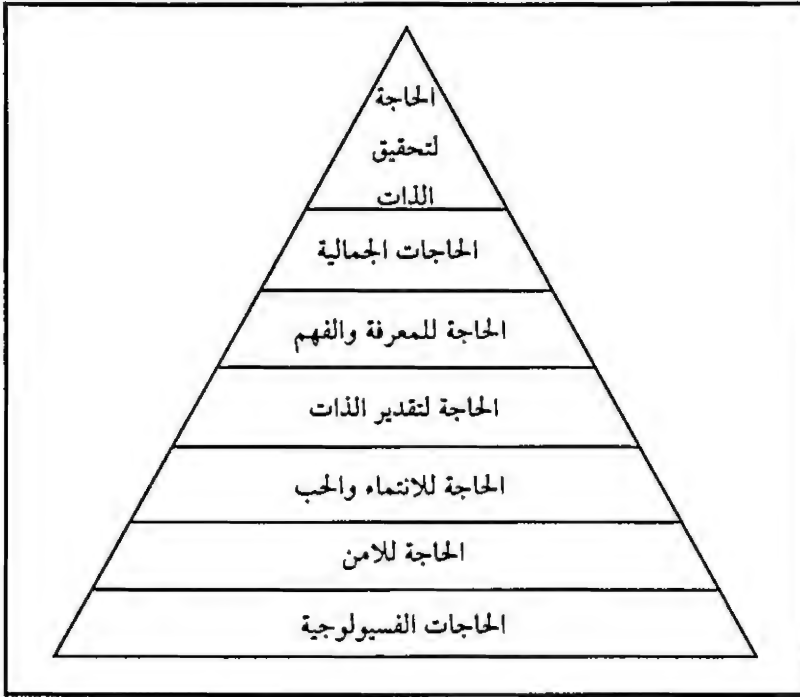 الحاجة
لتحقيق
الذات
الحاجات الجمالية
الحاجة للمعرفة والفهم
الحاجة لتقدير الذات
الحاجة للانتماء والحب
الحاجة للامن
الحاجات الفسيولوجية